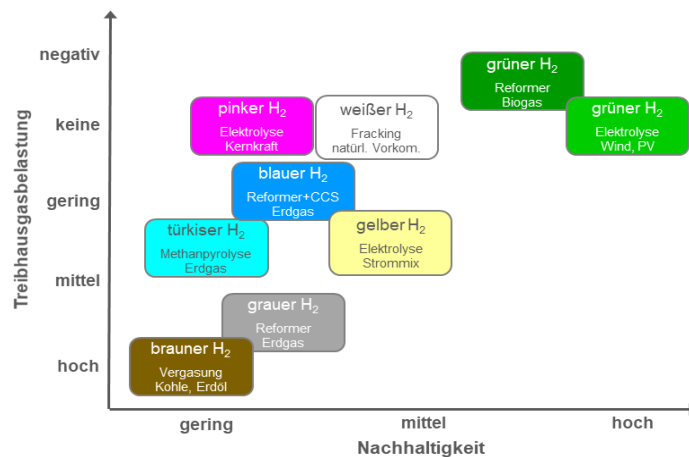 Treibhausgasbelastung
negativ
keine
gering
mittel
hoch
grüner H₂
Reformer
Biogas
pinker H₂
Elektrolyse
Kernkraft
weißer H₂
Fracking
natürl. Vorkom.
grüner H₂
Elektrolyse
Wind, PV
blauer H₂
Reformer+CCS
Erdgas
türkiser H₂
Methanpyrolyse
Erdgas
gelber H₂
Elektrolyse
Strommix
grauer H₂
Reformer
Erdgas
brauner H₂
Vergasung
Kohle, Erdöl
gering
mittel
hoch
Nachhaltigkeit